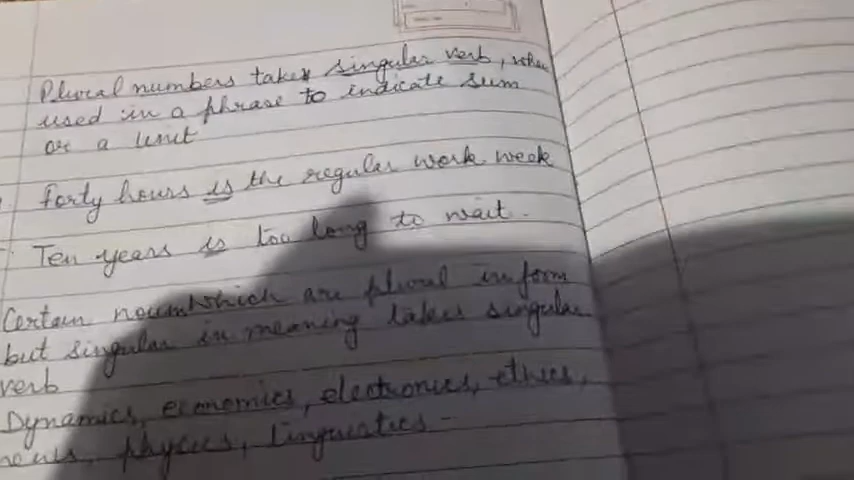 Plural numbers takes singular verb, when
used in a phrase to indicate sum
or a unit
Forty hours is the regular work week
Ten years is too long to wait.
Certain nouns which are plural in form
but singular in meaning takes singular
verb
Dynamics, economics, electronics, ethics,
news, physics, linguistics -